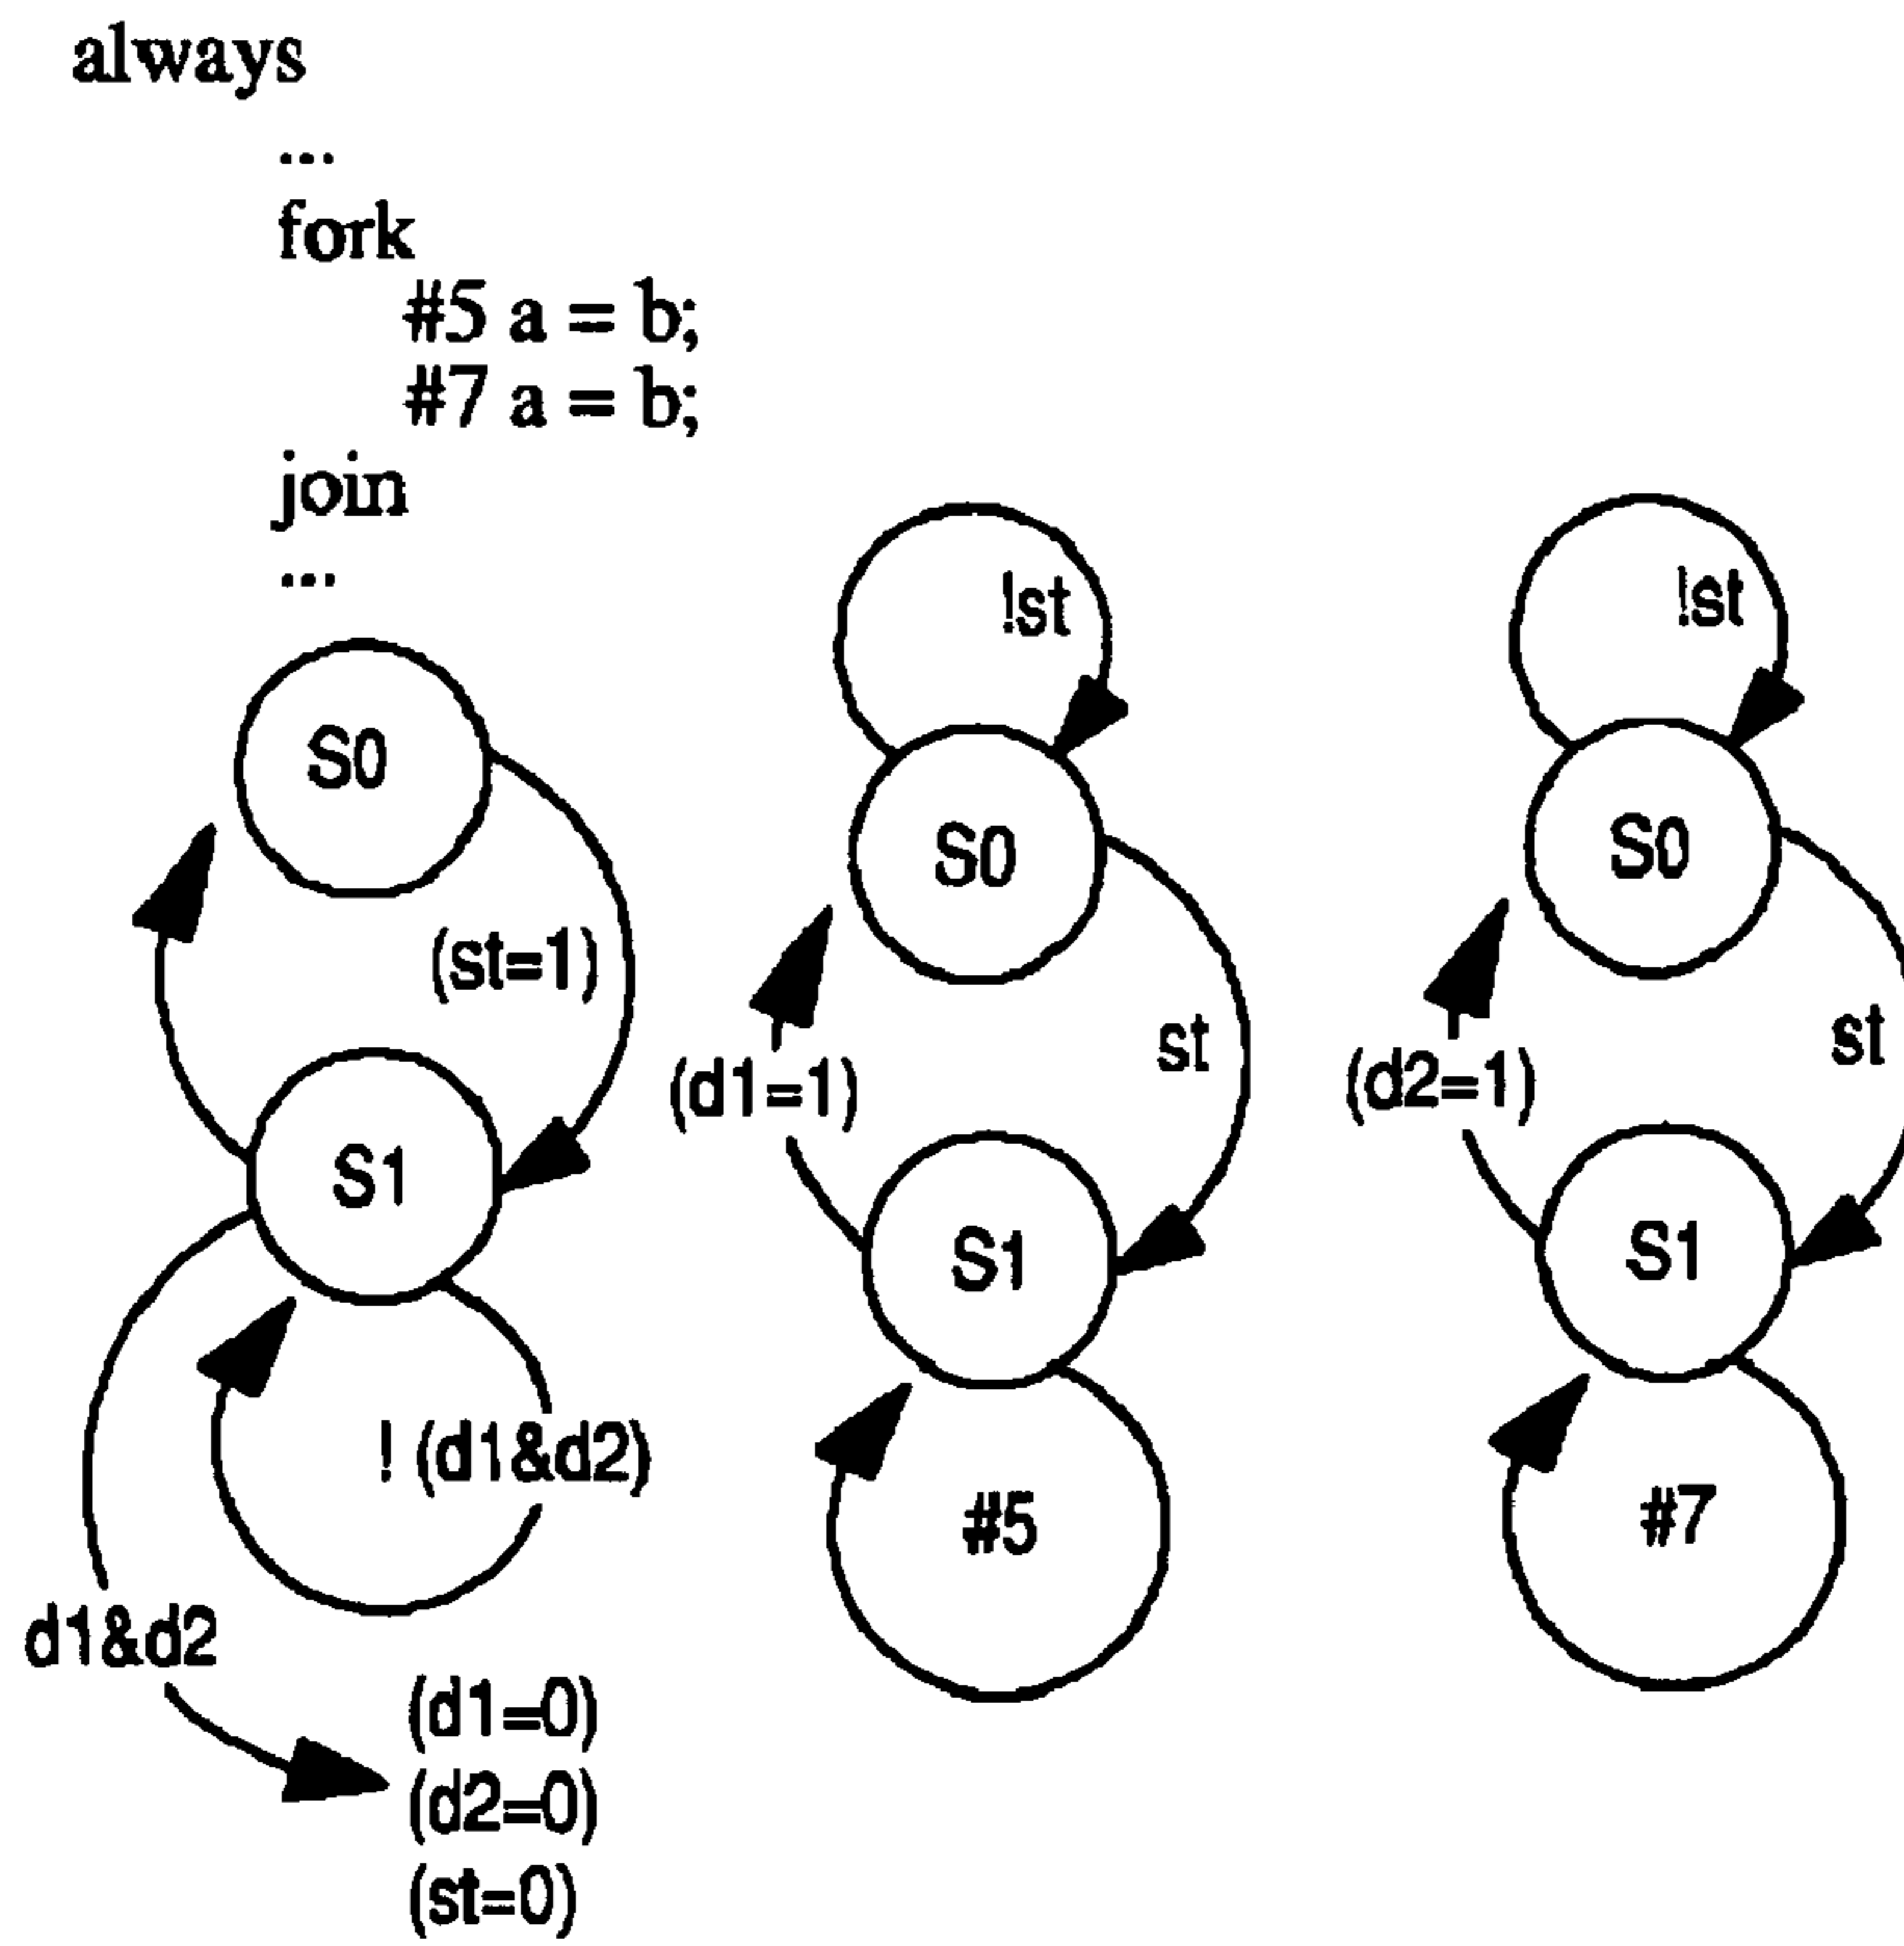 always
...
fork
#5 a = b;
#7 a = b;
join
...
S0
(st=1)
S1
! (d1&d2)
d1&d2
(d1=0)
(d2=0)
(st=0)
!st
S0
(d1=1)
st
S1
#5
!st
S0
(d2=1)
st
S1
#7